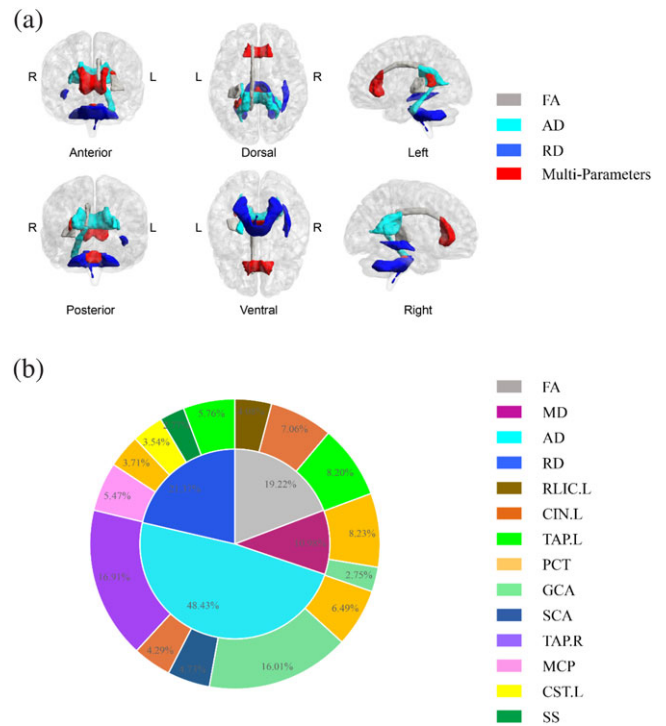 (a)
R L L R
Anterior Dorsal Left
FA
AD
RD
Multi-Parameters
R L L R
Posterior Ventral Right
(b)
5.76%
7.06%
3.54%
3.71%
8.20%
19.22%
5.47%
8.23%
2.75%
48.43%
6.49%
4.29%
16.01%
FA
MD
AD
RD
RLIC.L
CIN.L
TAP.L
PCT
GCA
SCA
TAP.R
MCP
CST.L
SS